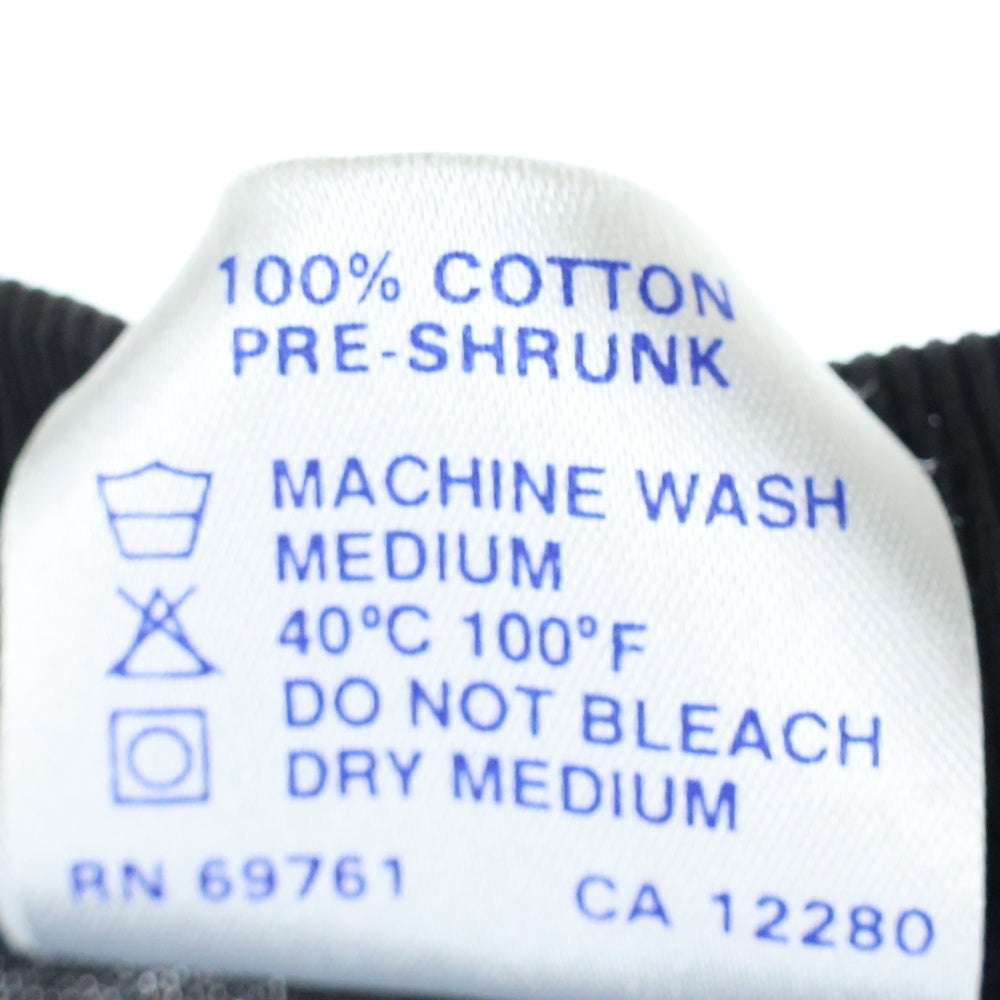 100% COTTON
PRE-SHRUNK
MACHINE WASH
MEDIUM
40°C 100°F
DO NOT BLEACH
DRY MEDIUM
RN 69761 CA 12280